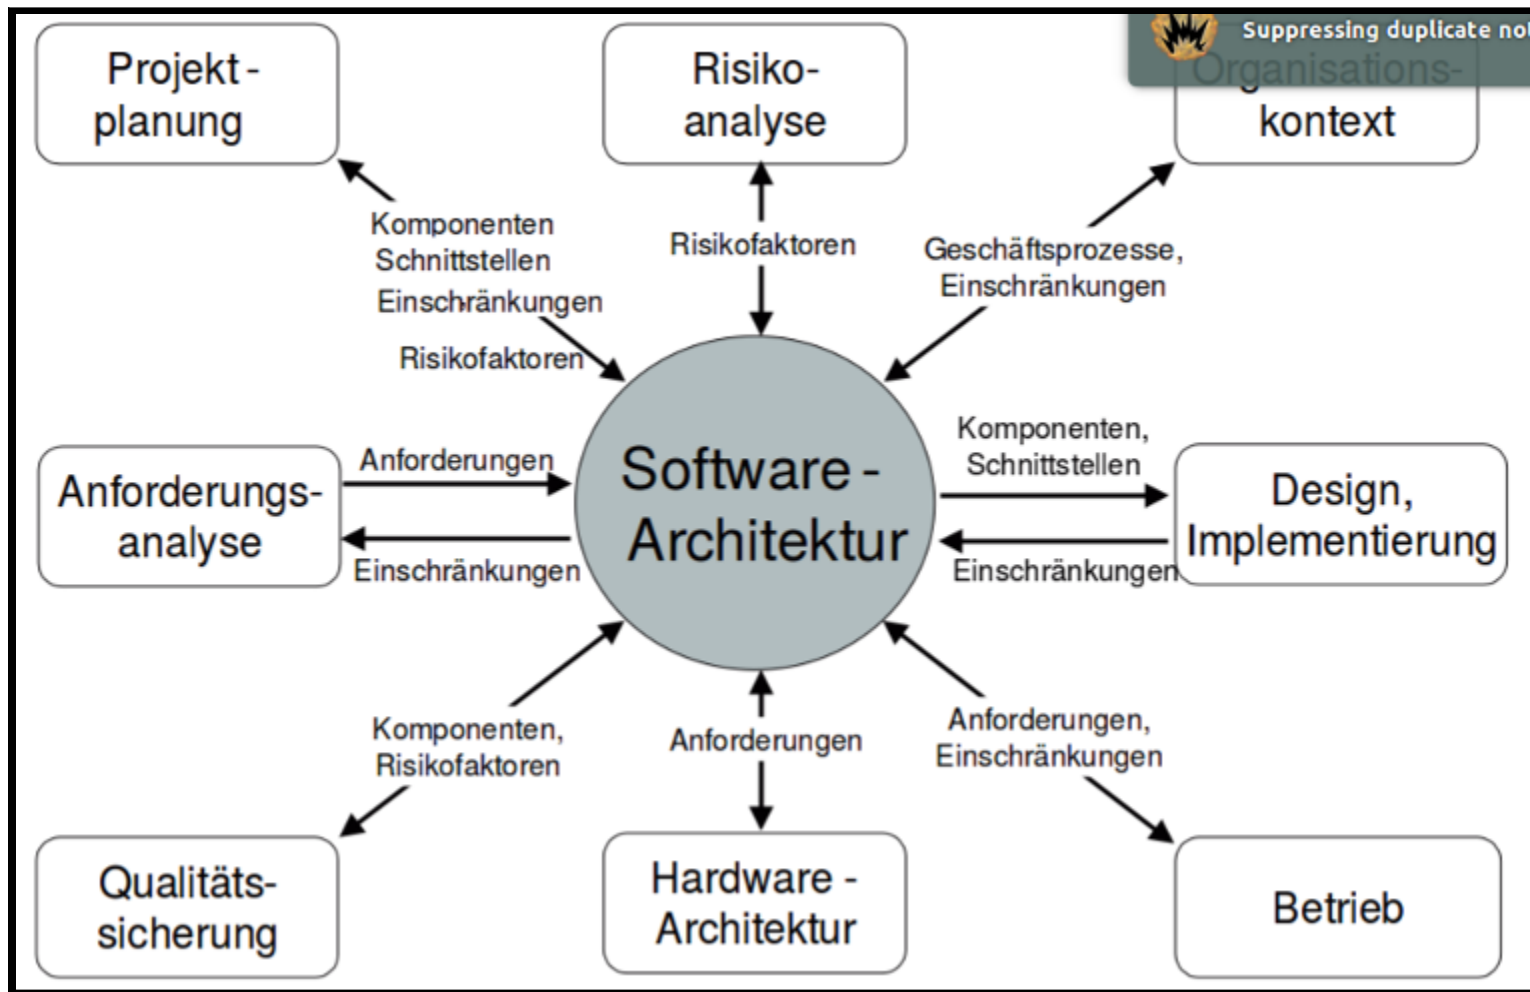 Suppressing duplicate no
Projekt-
planung
Risiko-
analyse
Organisations-
kontext
Komponenten
Schnittstellen
Einschränkungen
Risikofaktoren
Risikofaktoren
Geschäftsprozesse,
Einschränkungen
Anforderungs-
analyse
Anforderungen
Einschränkungen
Software-
Architektur
Komponenten,
Schnittstellen
Einschränkungen
Design,
Implementierung
Komponenten,
Risikofaktoren
Anforderungen
Anforderungen,
Einschränkungen
Qualitäts-
sicherung
Hardware-
Architektur
Betrieb